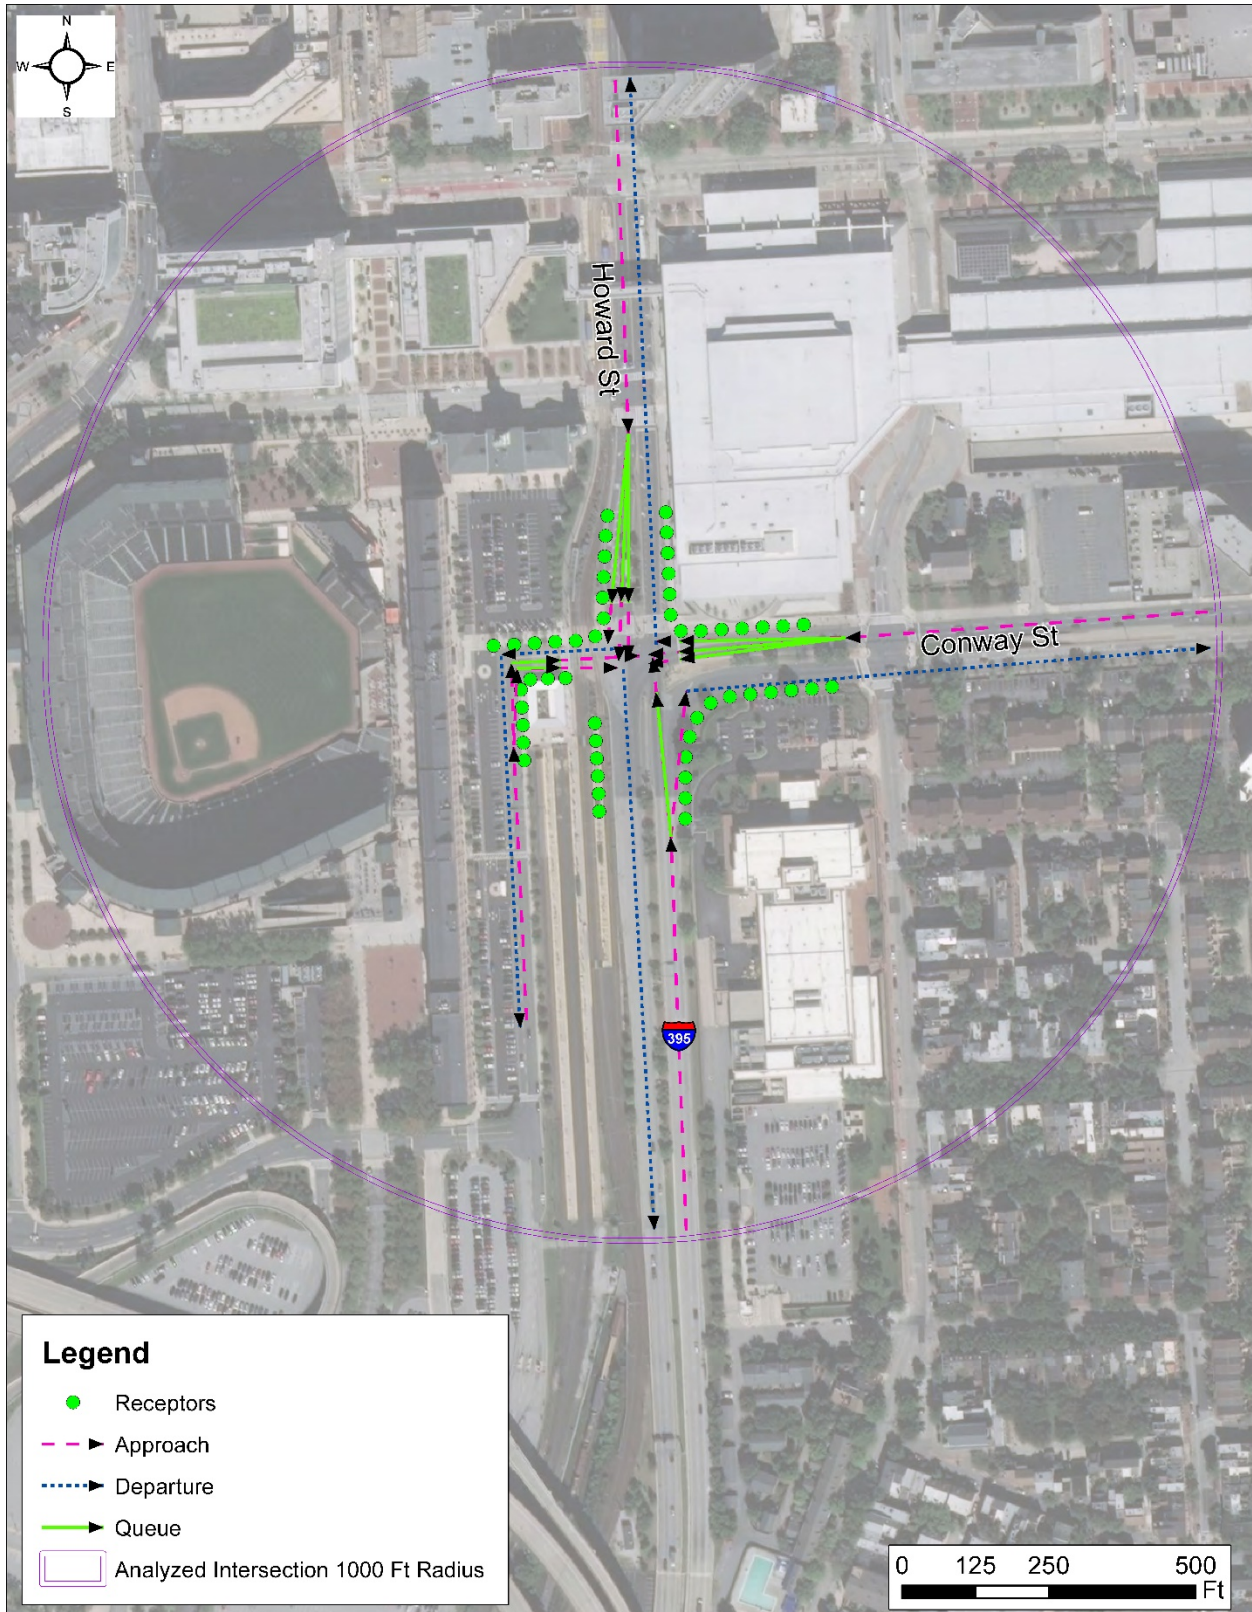 N
W E
S
Howard St
Conway St
395
Legend
Receptors
Approach
Departure
Queue
Analyzed Intersection 1000 Ft Radius
0 125 250 500
Ft